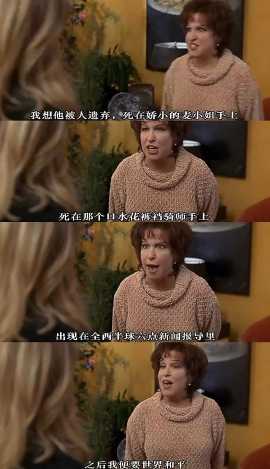 我想他被人遗弃，死在娇小的麦小姐手上
死在那个口水花裤裆骑师手上
出现在全西半球六点新闻报导里
之后我便要世界和平